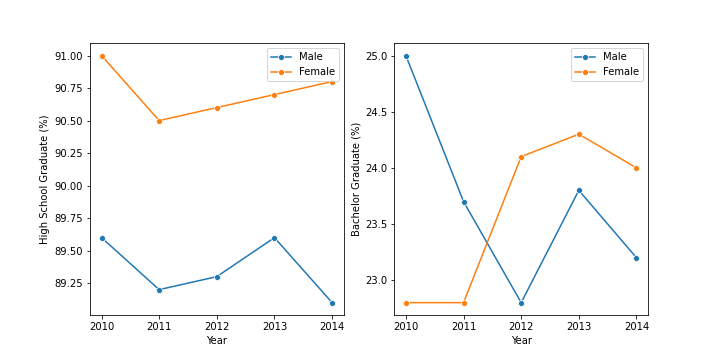 High School Graduate (%)
91.00
90.75
90.50
90.25
90.00
89.75
89.50
89.25
2010 2011 2012 2013 2014
Year
Male
Female
Bachelor Graduate (%)
25.0
24.5
24.0
23.5
23.0
2010 2011 2012 2013 2014
Year
Male
Female